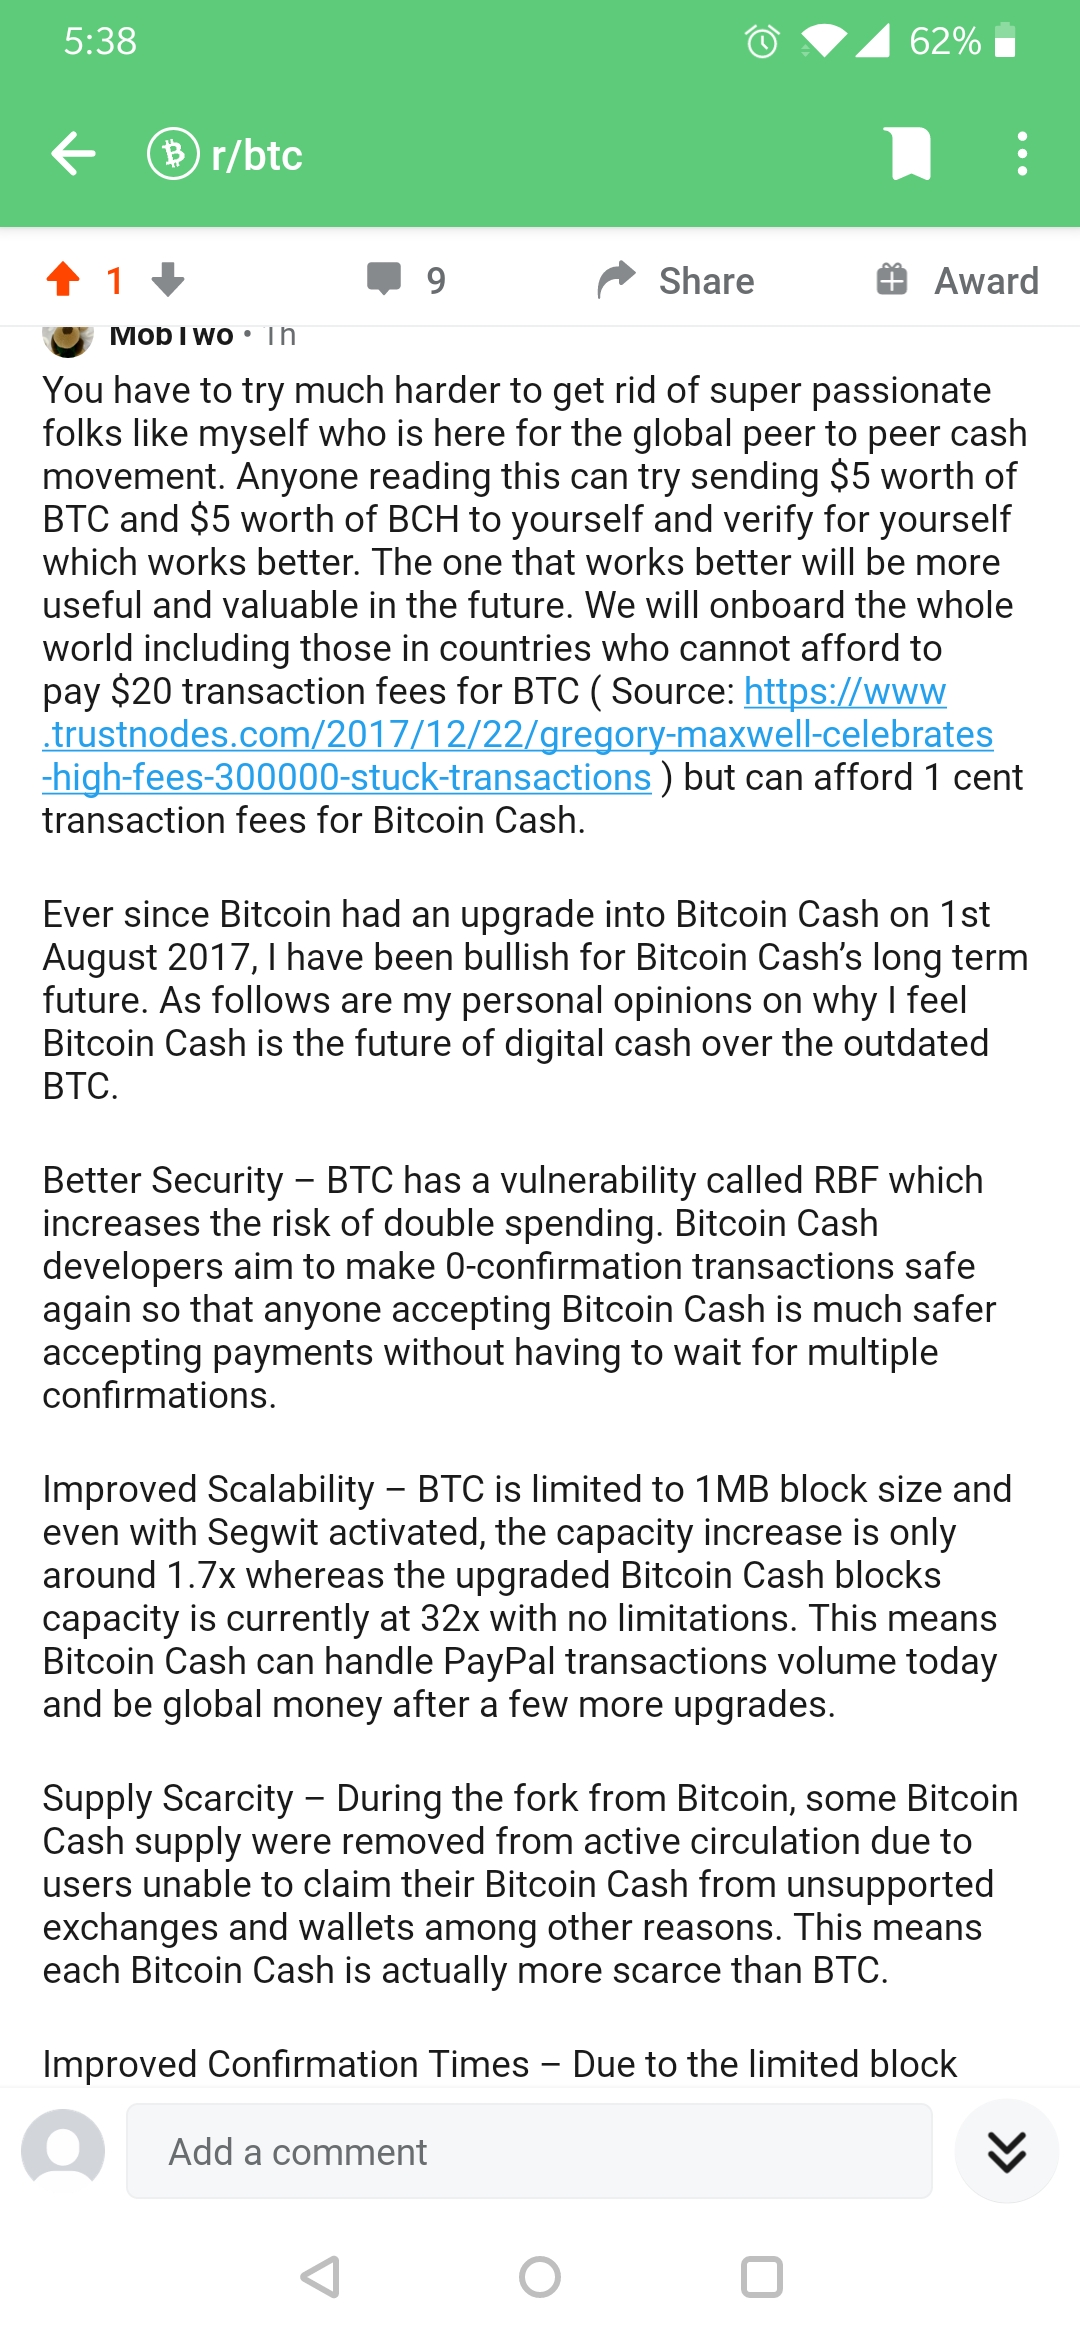 5:38
62%
r/btc
1
9
Share
Award
MobTwo • 1h
You have to try much harder to get rid of super passionate
folks like myself who is here for the global peer to peer cash
movement. Anyone reading this can try sending $5 worth of
BTC and $5 worth of BCH to yourself and verify for yourself
which works better. The one that works better will be more
useful and valuable in the future. We will onboard the whole
world including those in countries who cannot afford to
pay $20 transaction fees for BTC ( Source: https://www
.trustnodes.com/2017/12/22/gregory-maxwell-celebrates
-high-fees-300000-stuck-transactions ) but can afford 1 cent
transaction fees for Bitcoin Cash.
Ever since Bitcoin had an upgrade into Bitcoin Cash on 1st
August 2017, I have been bullish for Bitcoin Cash’s long term
future. As follows are my personal opinions on why I feel
Bitcoin Cash is the future of digital cash over the outdated
BTC.
Better Security – BTC has a vulnerability called RBF which
increases the risk of double spending. Bitcoin Cash
developers aim to make 0-confirmation transactions safe
again so that anyone accepting Bitcoin Cash is much safer
accepting payments without having to wait for multiple
confirmations.
Improved Scalability – BTC is limited to 1MB block size and
even with Segwit activated, the capacity increase is only
around 1.7x whereas the upgraded Bitcoin Cash blocks
capacity is currently at 32x with no limitations. This means
Bitcoin Cash can handle PayPal transactions volume today
and be global money after a few more upgrades.
Supply Scarcity – During the fork from Bitcoin, some Bitcoin
Cash supply were removed from active circulation due to
users unable to claim their Bitcoin Cash from unsupported
exchanges and wallets among other reasons. This means
each Bitcoin Cash is actually more scarce than BTC.
Improved Confirmation Times – Due to the limited block
Add a comment